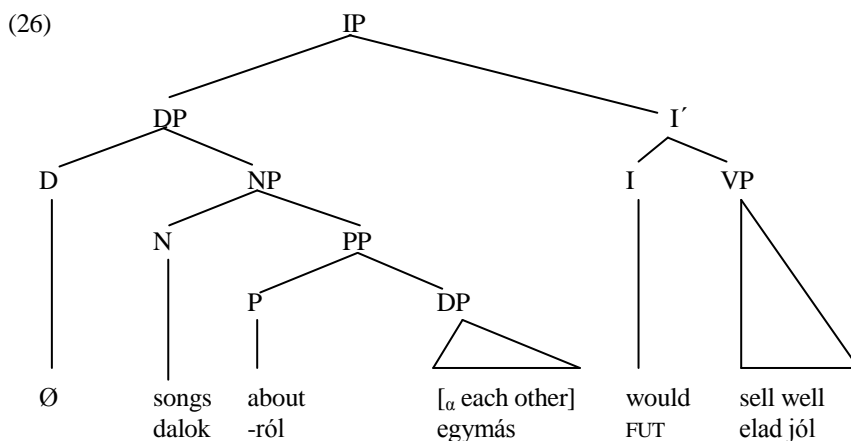 (26) IP
DP I´
D NP I VP
N PP
P DP
Ø songs about [α each other] would sell well
dalok -ról egymás FUT elad jól